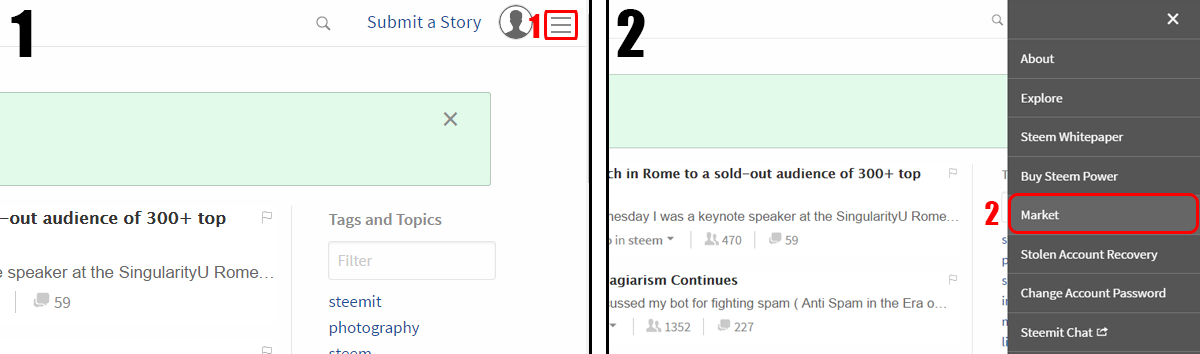 1
Submit a Story
1
-out audience of 300+ top
speaker at the SingularityU Rome...
59
Tags and Topics
Filter
steemit
photography
steem
2
ch in Rome to a sold-out audience of 300+ top
nesday I was a keynote speaker at the SingularityU Rome...
in steem
470
59
agiarism Continues
cussed my bot for fighting spam ( Anti Spam in the Era o...
1352
227
About
Explore
Steem Whitepaper
Buy Steem Power
2
Market
Stolen Account Recovery
Change Account Password
Steemit Chat